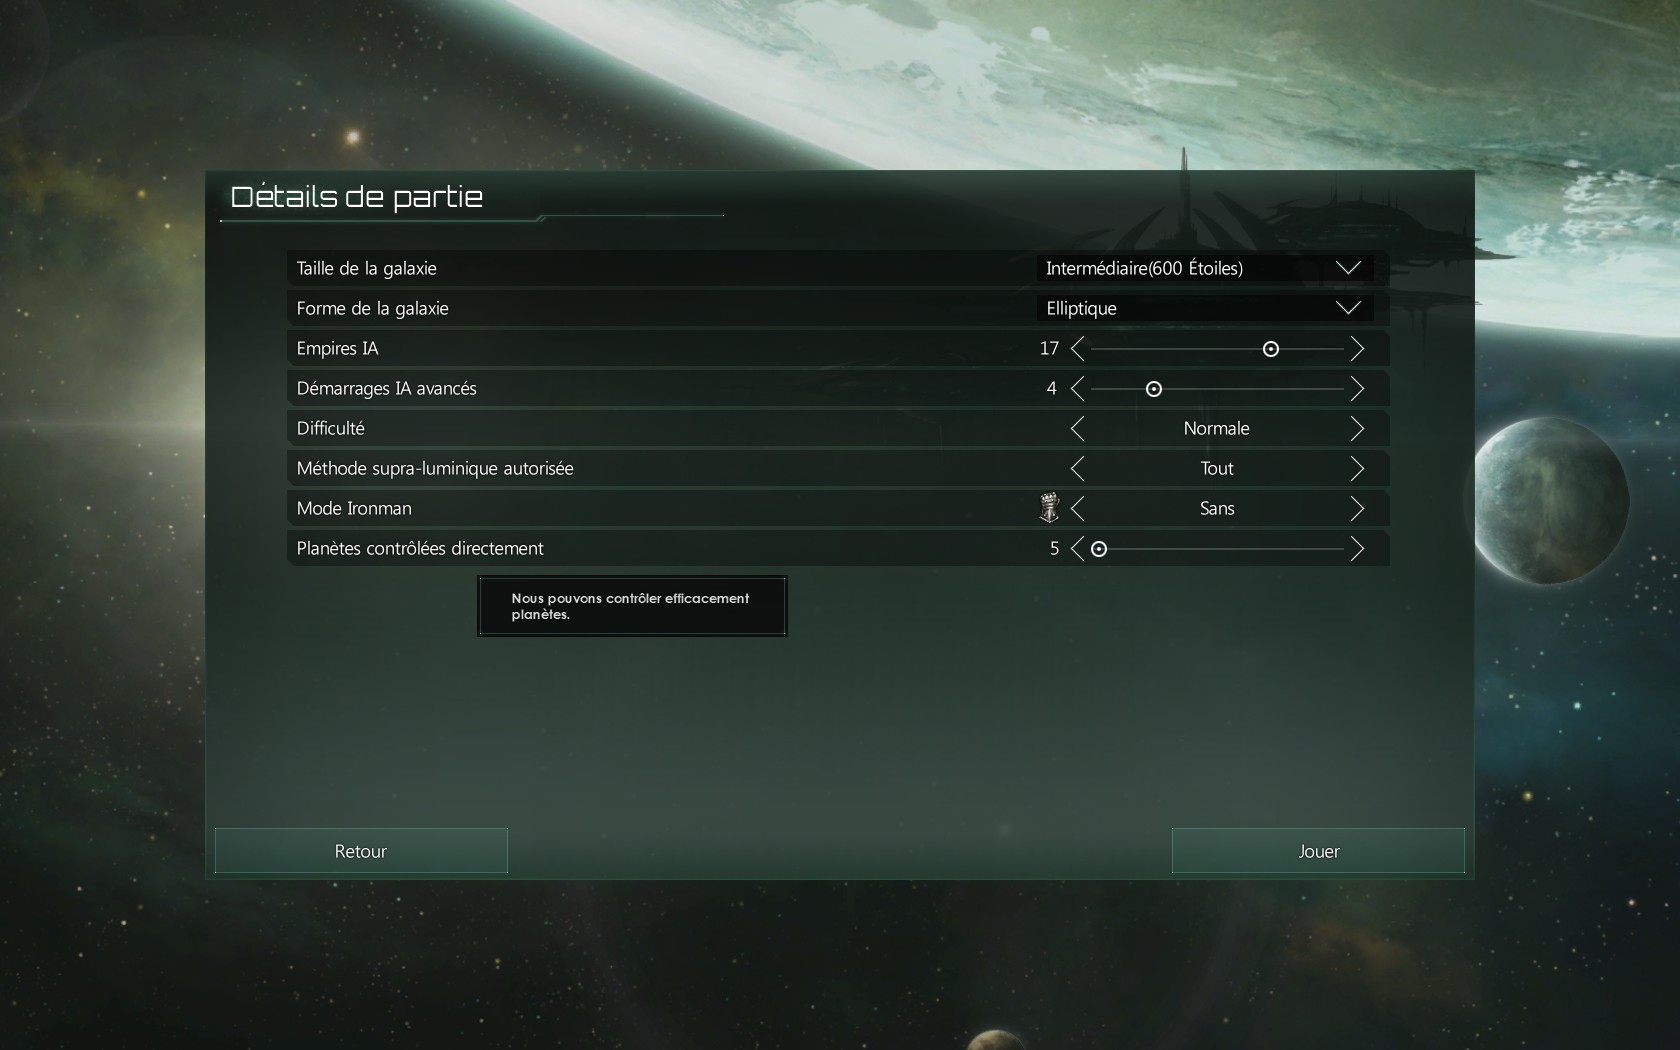 Détails de partie
Taille de la galaxie Intermédiaire(600 Étoiles)
Forme de la galaxie Elliptique
Empires IA 17
Démarrages IA avancés 4
Difficulté Normale
Méthode supra-luminique autorisée Tout
Mode Ironman Sans
Planètes contrôlées directement 5
Nous pouvons contrôler efficacement
planètes.
Retour Jouer